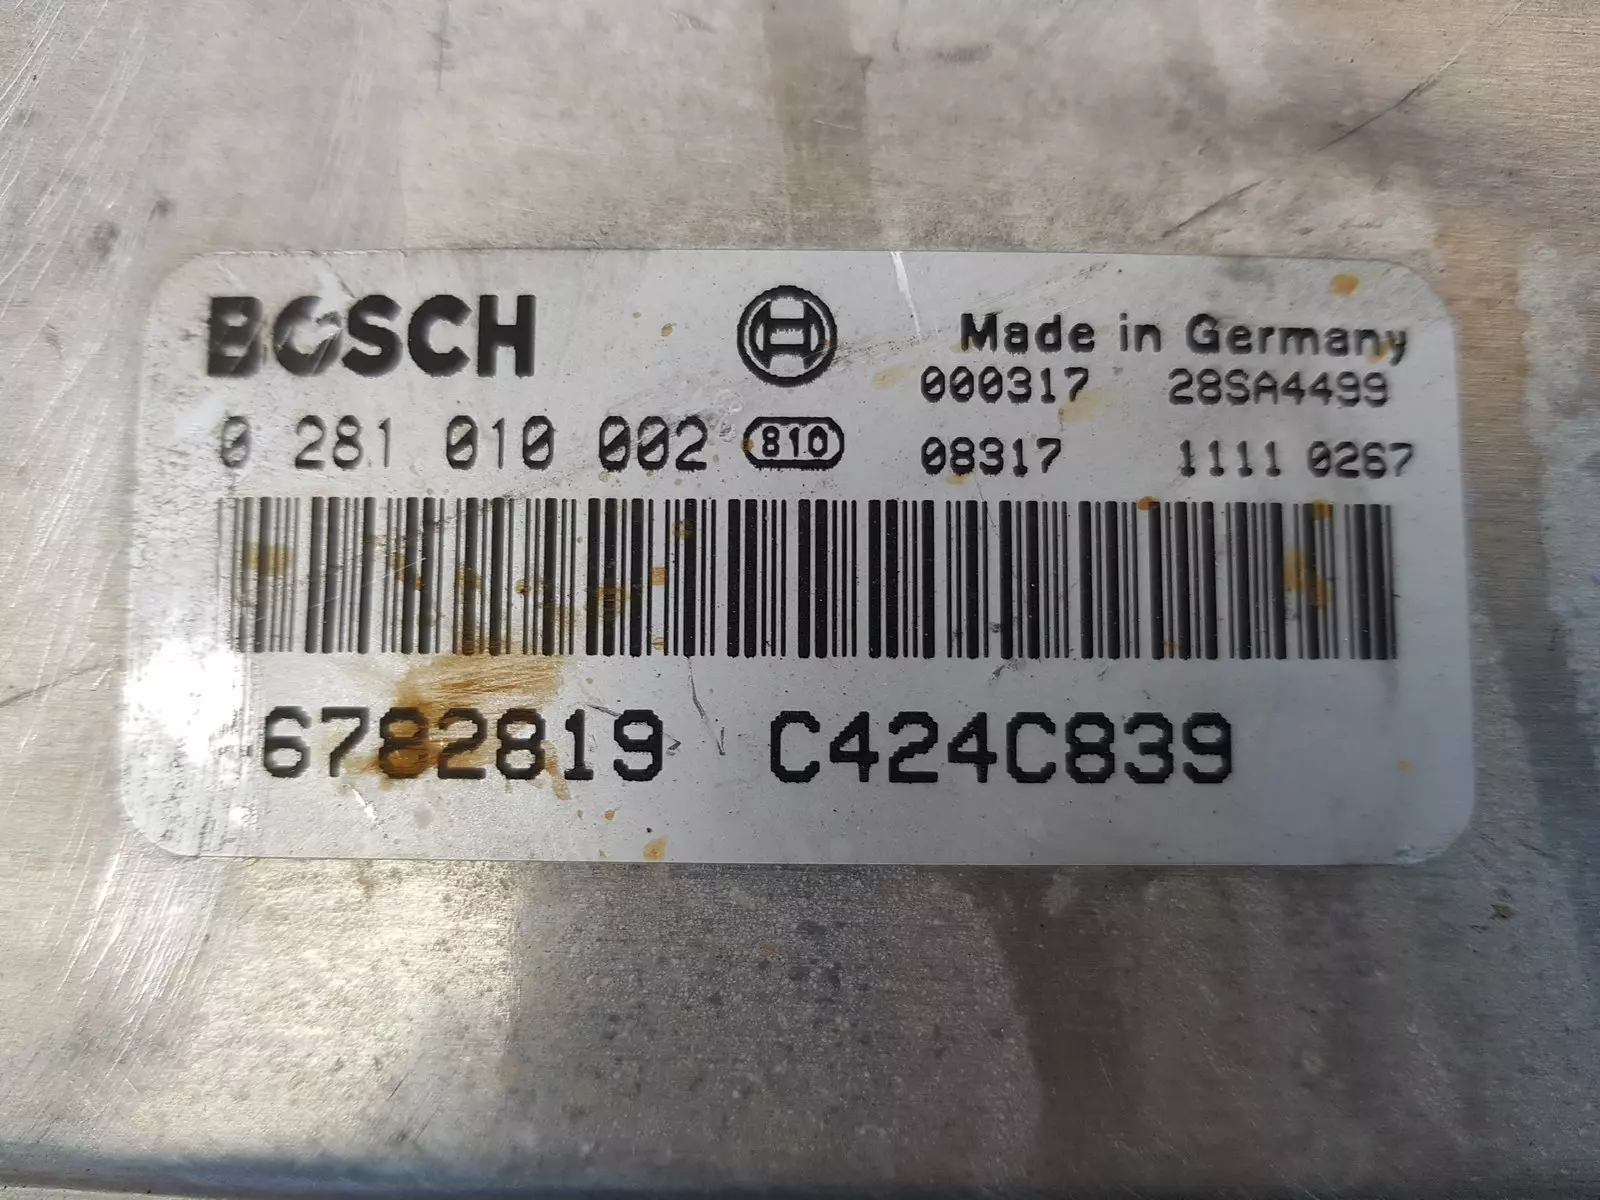 BOSCH
Made in Germany
000317 28SA4499
0 281 010 002 810 08317 1111 0267
6782819 C424C839